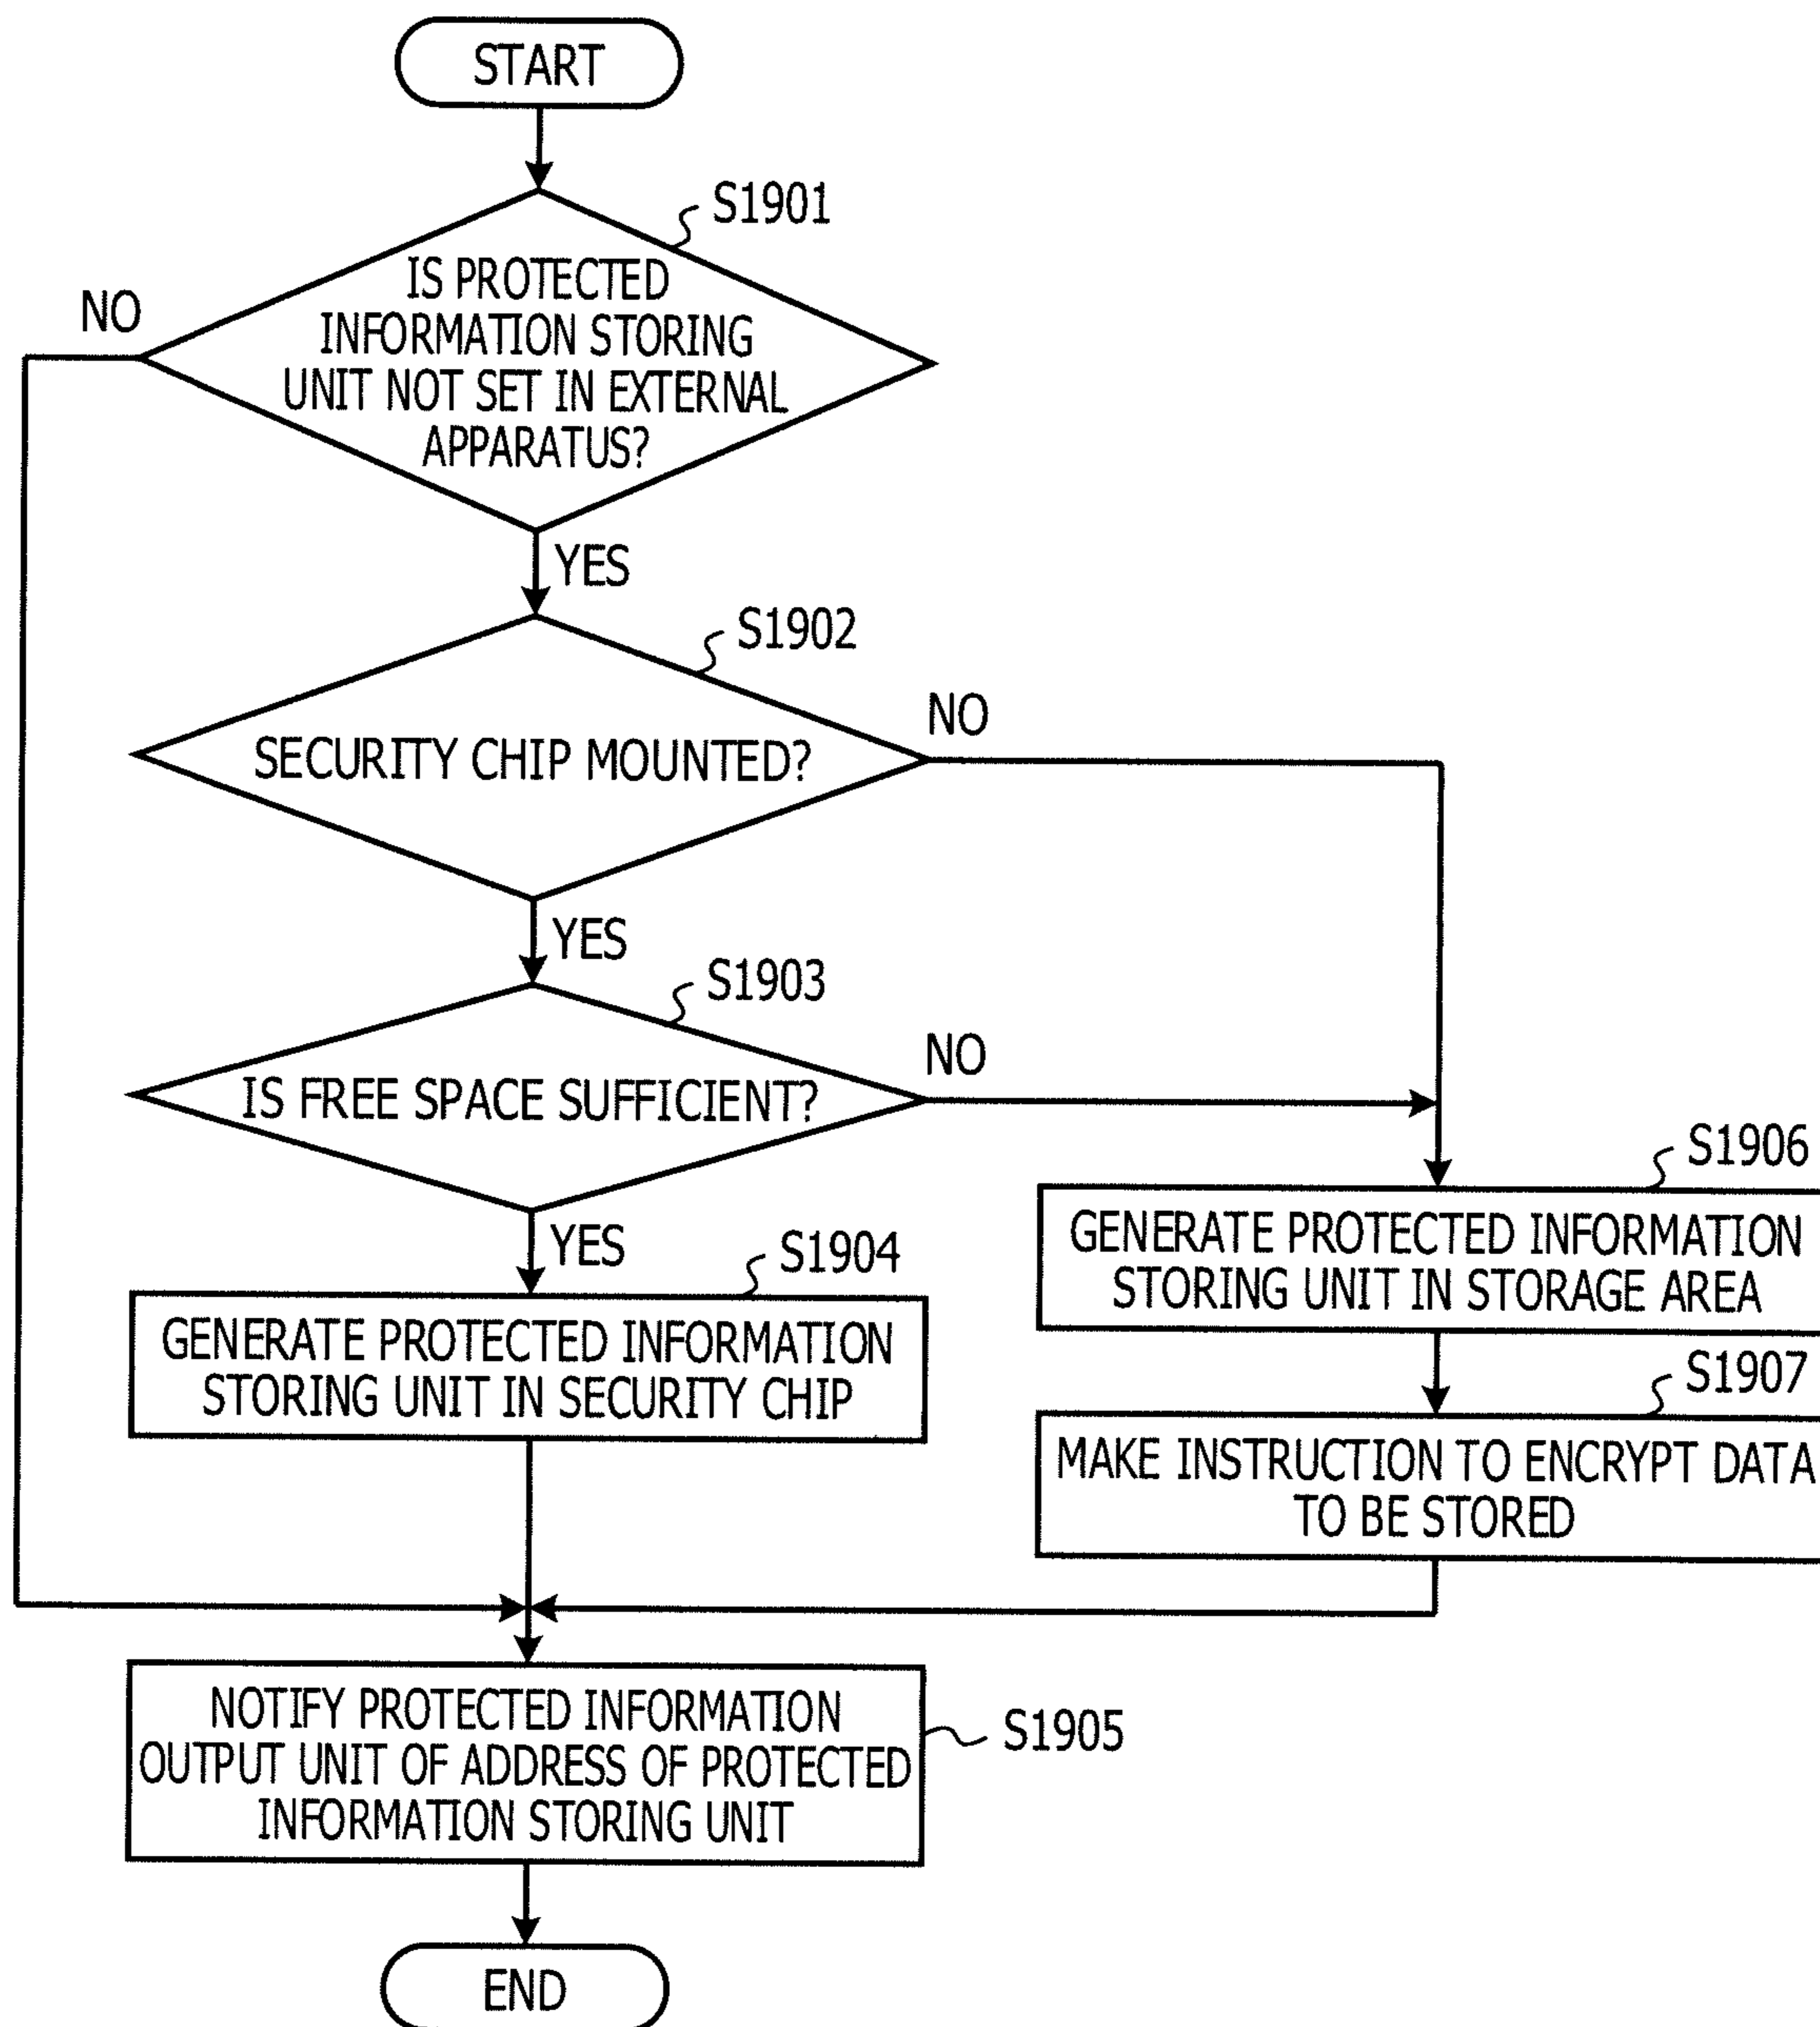 START
S1901
IS PROTECTED
INFORMATION STORING
UNIT NOT SET IN EXTERNAL
APPARATUS?
NO
YES
S1902
SECURITY CHIP MOUNTED?
NO
YES
S1903
IS FREE SPACE SUFFICIENT?
NO
YES
S1904
GENERATE PROTECTED INFORMATION
STORING UNIT IN SECURITY CHIP
S1906
GENERATE PROTECTED INFORMATION
STORING UNIT IN STORAGE AREA
S1907
MAKE INSTRUCTION TO ENCRYPT DATA
TO BE STORED
NOTIFY PROTECTED INFORMATION
OUTPUT UNIT OF ADDRESS OF PROTECTED
INFORMATION STORING UNIT
S1905
END